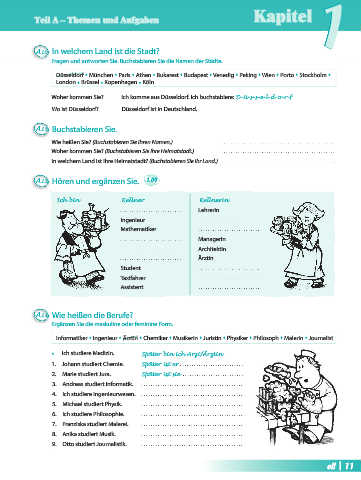 Teil A – Themen und Aufgaben
Kapitel 1
In welchem Land ist die Stadt?
Fragen und antworten Sie. Buchstabieren Sie die Namen der Städte.
Düsseldorf • München • Paris • Athen • Bukarest • Budapest • Venedig • Peking • Wien • Porto • Stockholm •
London • Brüssel • Kopenhagen • Köln
Woher kommen Sie? Ich komme aus Düsseldorf. Ich buchstabiere: D-ü-s-s-e-l-d-o-r-f
Wo ist Düsseldorf? Düsseldorf ist in Deutschland.
Buchstabieren Sie.
Wie heißen Sie? (Buchstabieren Sie Ihren Namen.)
Woher kommen Sie? (Buchstabieren Sie Ihre Heimatstadt.)
In welchem Land ist Ihre Heimatstadt? (Buchstabieren Sie Ihr Land.)
Hören und ergänzen Sie. 1.09
Ich bin Kellner Kellnerin
Lehrerin
Ingenieur
Mathematiker
Managerin
Architektin
Ärztin
Student
Taxifahrer
Assistent
Wie heißen die Berufe?
Ergänzen Sie die maskuline oder feminine Form.
Informatiker • Ingenieur • Ärztin • Chemiker • Musikerin • Juristin • Physiker • Philosoph • Malerin • Journalist
• Ich studiere Medizin. Später bin ich Arzt/Ärztin.
1. Johann studiert Chemie. Später ist er
2. Marie studiert Jura. Später ist sie
3. Andreas studiert Informatik.
4. Ich studiere Ingenieurwesen.
5. Michael studiert Physik.
6. Ich studiere Philosophie.
7. Franziska studiert Malerei.
8. Anika studiert Musik.
9. Otto studiert Journalistik.
elf | 11